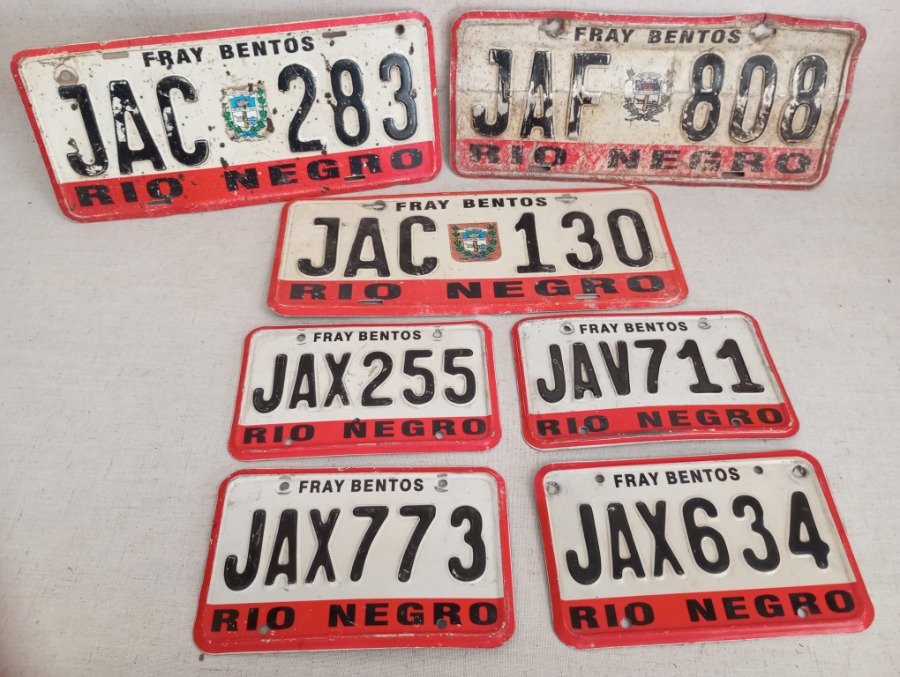 FRAY BENTOS
JAC 283
RIO NEGRO
FRAY BENTOS
JAF 808
RIO NEGRO
FRAY BENTOS
JAC 130
RIO NEGRO
FRAY BENTOS
JAX255
RIO NEGRO
FRAY BENTOS
JAV711
RIO NEGRO
FRAY BENTOS
JAX773
RIO NEGRO
FRAY BENTOS
JAX634
RIO NEGRO